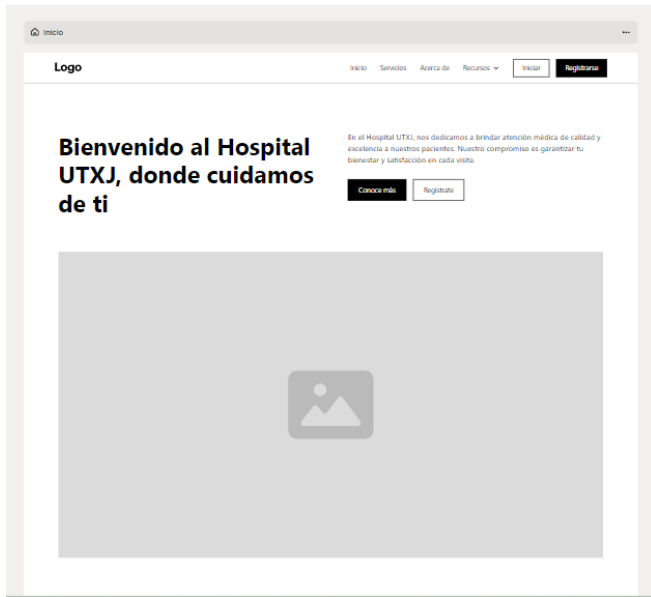 Inicio
Logo
Inicio Servicios Acerca de Recursos Iniciar Registrarse
Bienvenido al Hospital
UTXJ, donde cuidamos
de ti
En el Hospital UTXJ, nos dedicamos a brindar atención médica de calidad y
excelencia a nuestros pacientes. Nuestro compromiso es garantizar tu
bienestar y satisfacción en cada visita.
Conoce más Regístrate